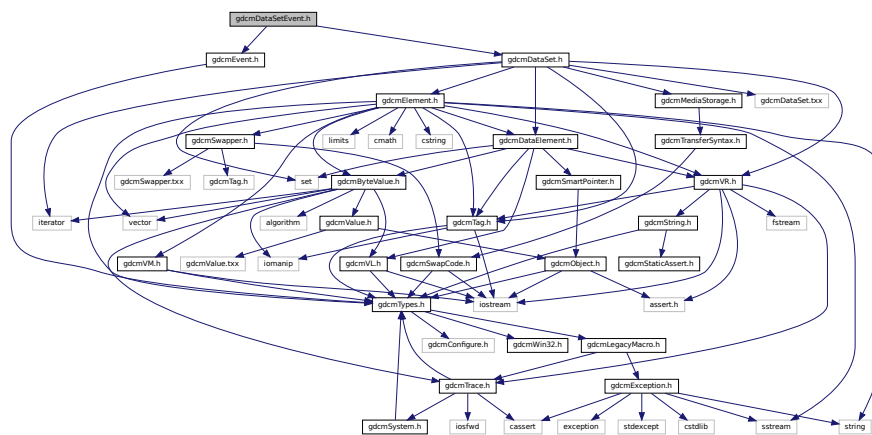 gdcmDataSetEvent.h
gdcmEvent.h
gdcmDataSet.h
gdcmElement.h
gdcmMediaStorage.h
gdcmDataSet.txx
gdcmSwapper.h
limits
cmath
cstring
gdcmDataElement.h
gdcmTransferSyntax.h
gdcmSwapper.txx
gdcmTag.h
set
gdcmByteValue.h
gdcmSmartPointer.h
gdcmVR.h
iterator
vector
algorithm
gdcmValue.h
gdcmTag.h
gdcmString.h
fstream
gdcmVM.h
gdcmValue.txx
iomanip
gdcmVL.h
gdcmSwapCode.h
gdcmObject.h
gdcmStaticAssert.h
gdcmTypes.h
iostream
assert.h
gdcmConfigure.h
gdcmWin32.h
gdcmLegacyMacro.h
gdcmTrace.h
gdcmException.h
gdcmSystem.h
iosfwd
cassert
exception
stdexcept
cstdlib
sstream
string